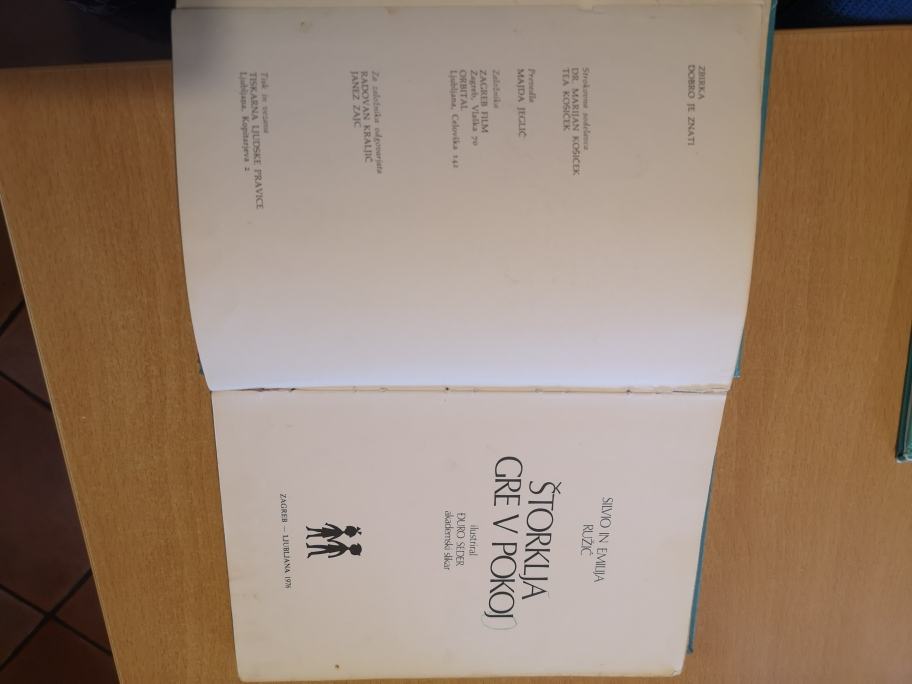 ZBIRKA
DOBRO JE ZNATI
Strokovna sodelavca
DR. MARIJAN KOŠIČEK
TEA KOŠIČEK
Prevedla
MAJDA JEGLIČ
Založnika
ZAGREB FILM
Zagreb, Vlaška 70
ORBITAL
Ljubljana, Celovška 142
Za založnika odgovarjata
RADOVAN KRALJIČ
JANEZ ZAJC
Tisk in vezava
TISKARNA LJUDSKE PRAVICE
Ljubljana, Kopitarjeva 2
SILVIO IN EMILIJA
RUŽIĆ
ŠTORKLJA
GRE V POKOJ
ilustriral
ĐURO SEDER
akademski slikar
ZAGREB — LJUBLJANA 1976